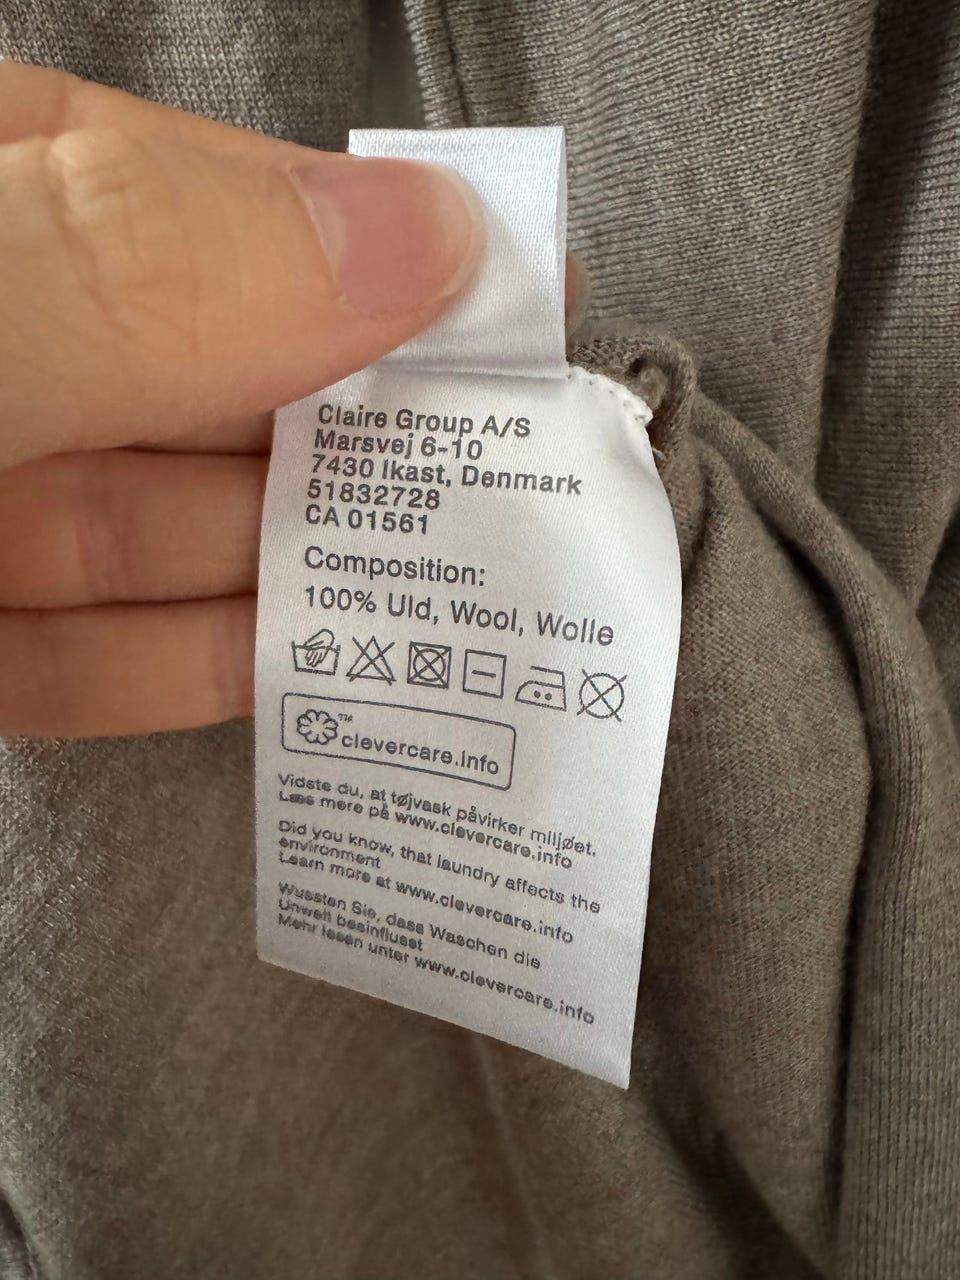 Claire Group A/S
Marsvej 6-10
7430 Ikast, Denmark
51832728
CA 01561
Composition:
100% Uld, Wool, Wolle
™
clevercare.info
Vidste du, at tøjvask påvirker miljøet.
Læs mere på www.clevercare.info
Did you know, that laundry affects the
environment
Learn more at www.clevercare.info
Wussten Sie, dass Waschen die
Umwelt beeinflusst
Mehr lesen unter www.clevercare.info